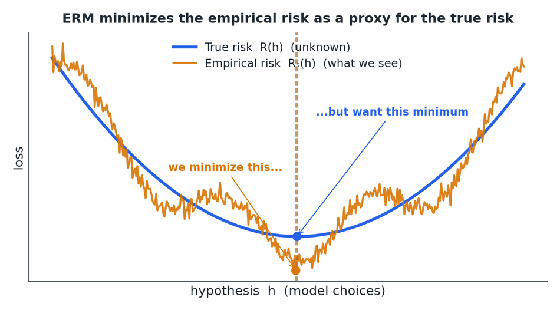 ERM minimizes the empirical risk as a proxy for the true risk
True risk R(h) (unknown)
Empirical risk (h) (what we see)
...but want this minimum
we minimize this...
loss
hypothesis h (model choices)